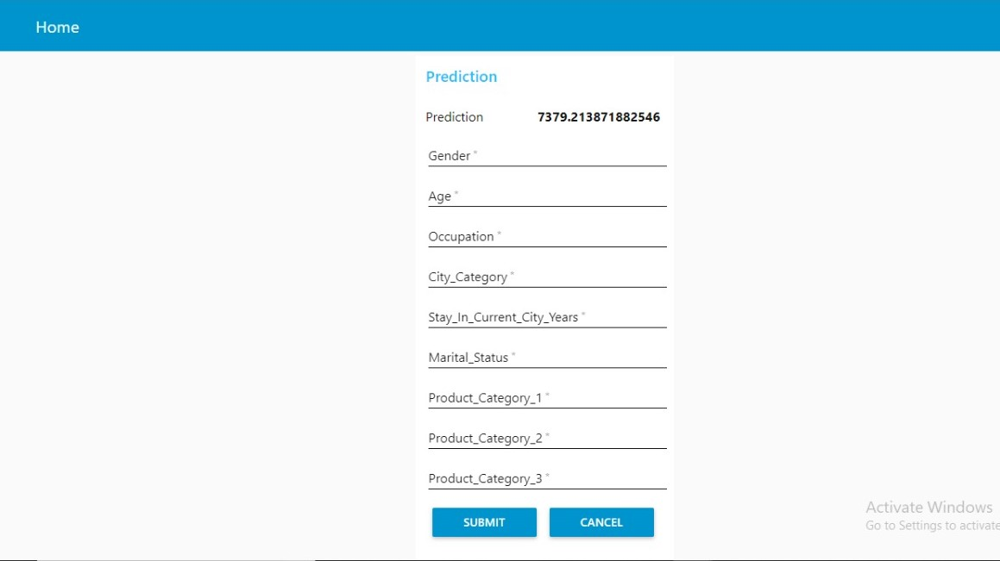 Home
Prediction
Prediction 7379.213871882546
Gender *
Age *
Occupation *
City_Category *
Stay_In_Current_City_Years *
Marital_Status *
Product_Category_1 *
Product_Category_2 *
Product_Category_3 *
SUBMIT CANCEL
Activate Windows
Go to Settings to activate